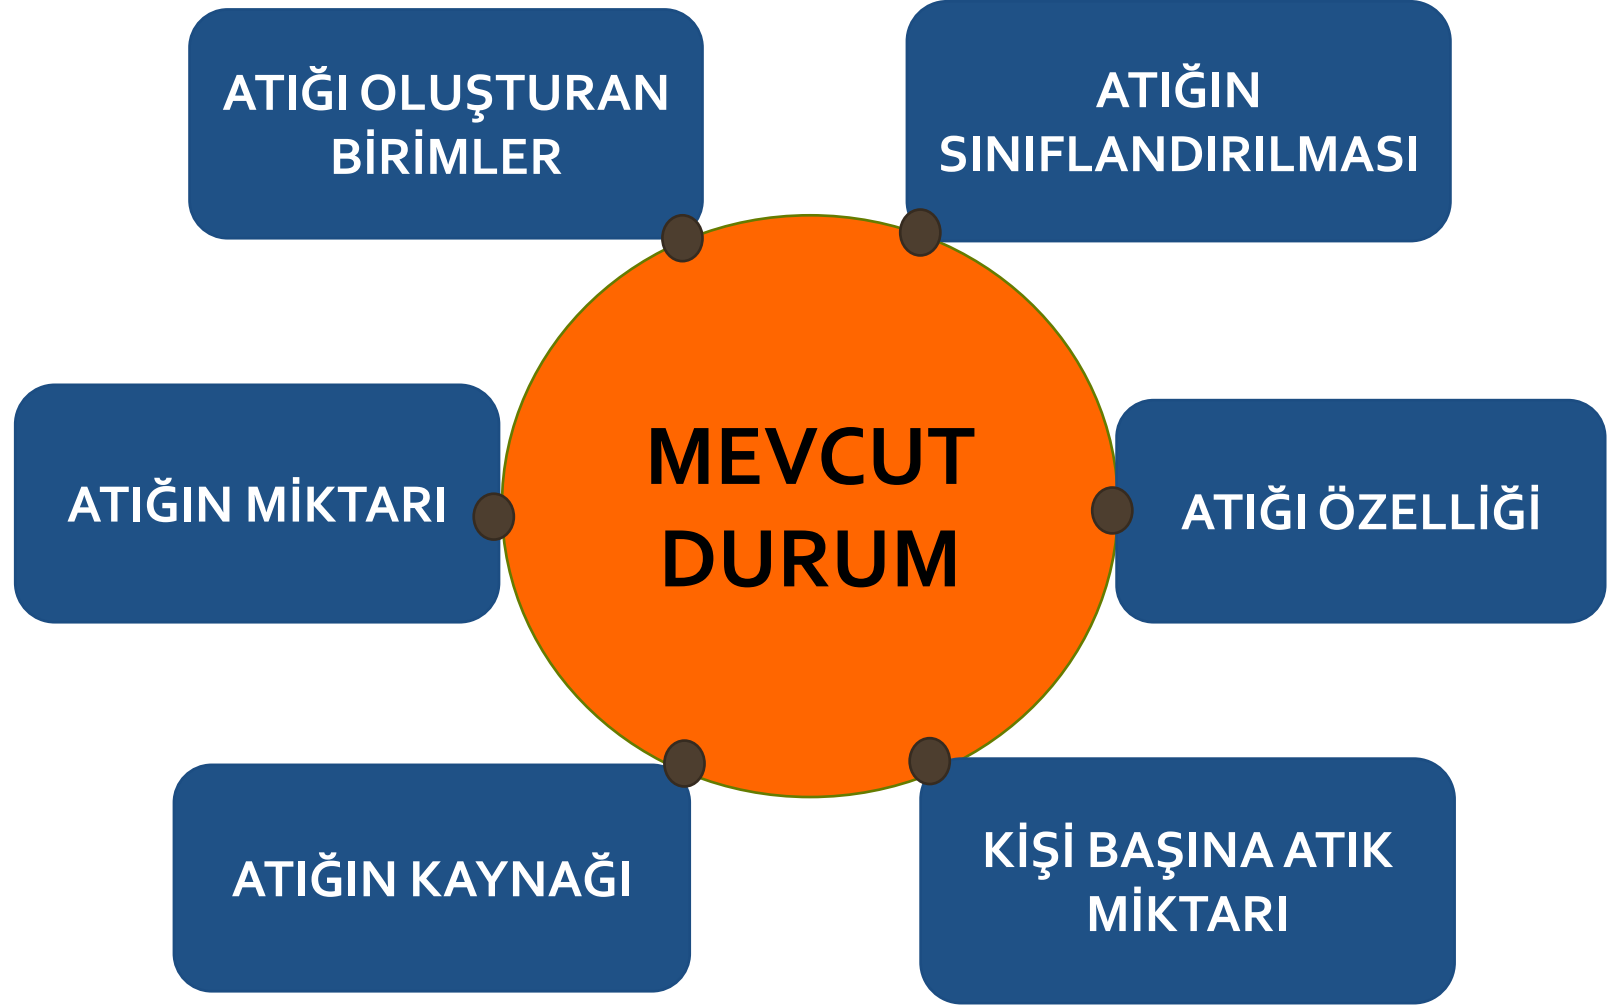 ATIĞI OLUŞTURAN
BİRİMLER
ATIĞIN
SINIFLANDIRILMASI
MEVCUT
DURUM
ATIĞIN MİKTARI
ATIĞI ÖZELLİĞİ
ATIĞIN KAYNAĞI
KİŞİ BAŞINA ATIK
MİKTARI